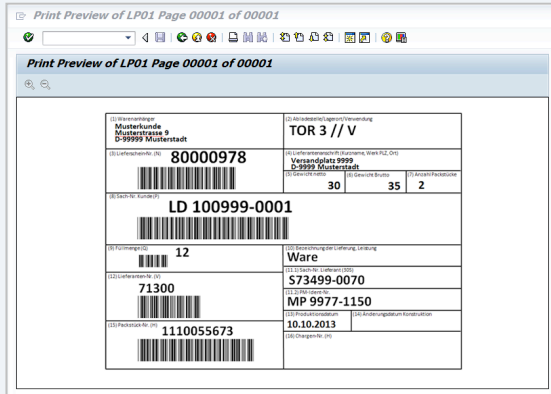 Print Preview of LP01 Page 00001 of 00001
Print Preview of LP01 Page 00001 of 00001
(1) Warenanhänger
Musterkunde
Musterstrasse 9
D-99999 Musterstadt
(2) Abladestelle/Lagerort/Verwendung
TOR 3 // V
(3) Lieferschein-Nr. (N)
80000978
(4) Lieferantenanschrift (Kurzname, Werk PLZ, Ort)
Versandplatz 9999
D-9999 Musterstadt
(5) Gewicht netto
30
(6) Gewicht Brutto
35
(7) Anzahl Packstücke
2
(8) Sach-Nr. Kunde (P)
LD 100999-0001
(9) Füllmenge (Q)
12
(10) Bezeichnung der Lieferung, Leistung
Ware
(11.1) Sach-Nr. Lieferant (30S)
S73499-0070
(11.2) PM-Ident-Nr.
MP 9977-1150
(12) Lieferanten-Nr. (V)
71300
(13) Produktionsdatum
10.10.2013
(14) Änderungsdatum Konstruktion
(15) Packstück-Nr. (H)
1110055673
(16) Chargen-Nr. (H)